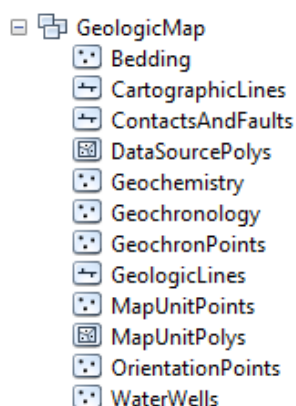 GeologicMap
Bedding
CartographicLines
ContactsAndFaults
DataSourcePolys
Geochemistry
Geochronology
GeochronPoints
GeologicLines
MapUnitPoints
MapUnitPolys
OrientationPoints
WaterWells